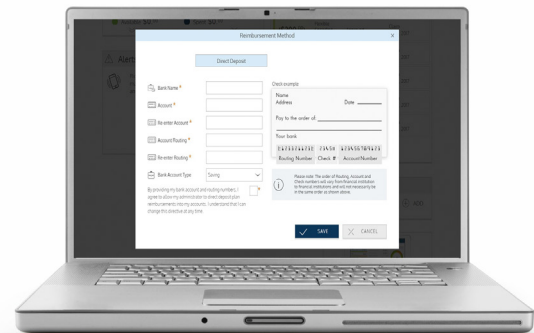 Reimbursement Method
Direct Deposit
Bank Name *
Account *
Re-enter Account *
Account Routing *
Re-enter Routing *
Bank Account Type
Saving
By providing my bank account and routing numbers, I
agree to allow my administrator to direct deposit plan
reimbursements into my accounts. I understand that I can
change this directive at any time
*
Check example:
Name
Address
Date
Pay to the order of:
Your bank
Routing Number
Check #
Account Number
Please note: The order of Routing, Account and
Check numbers will vary from financial institution
to financial institutions and will not necessarily be
in the same order as shown above.
SAVE
CANCEL